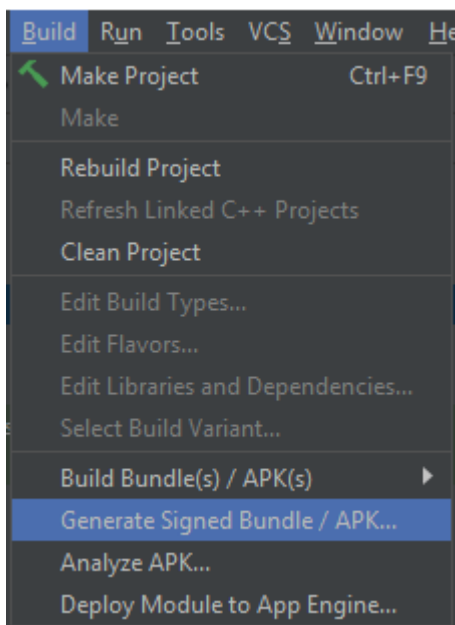 Build Run Tools VCS Window He
Make Project Ctrl+F9
Make
Rebuild Project
Refresh Linked C++ Projects
Clean Project
Edit Build Types...
Edit Flavors...
Edit Libraries and Dependencies...
Select Build Variant...
Build Bundle(s) / APK(s)
Generate Signed Bundle / APK...
Analyze APK...
Deploy Module to App Engine...